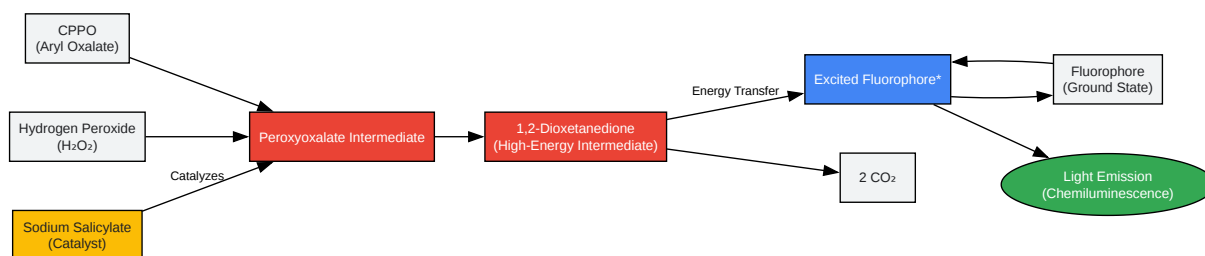 CPPO
(Aryl Oxalate)
Hydrogen Peroxide
(H₂O₂)
Sodium Salicylate
(Catalyst)
Catalyzes
Peroxyoxalate Intermediate
1,2-Dioxetanedione
(High-Energy Intermediate)
Energy Transfer
Excited Fluorophore*
2 CO₂
Fluorophore
(Ground State)
Light Emission
(Chemiluminescence)